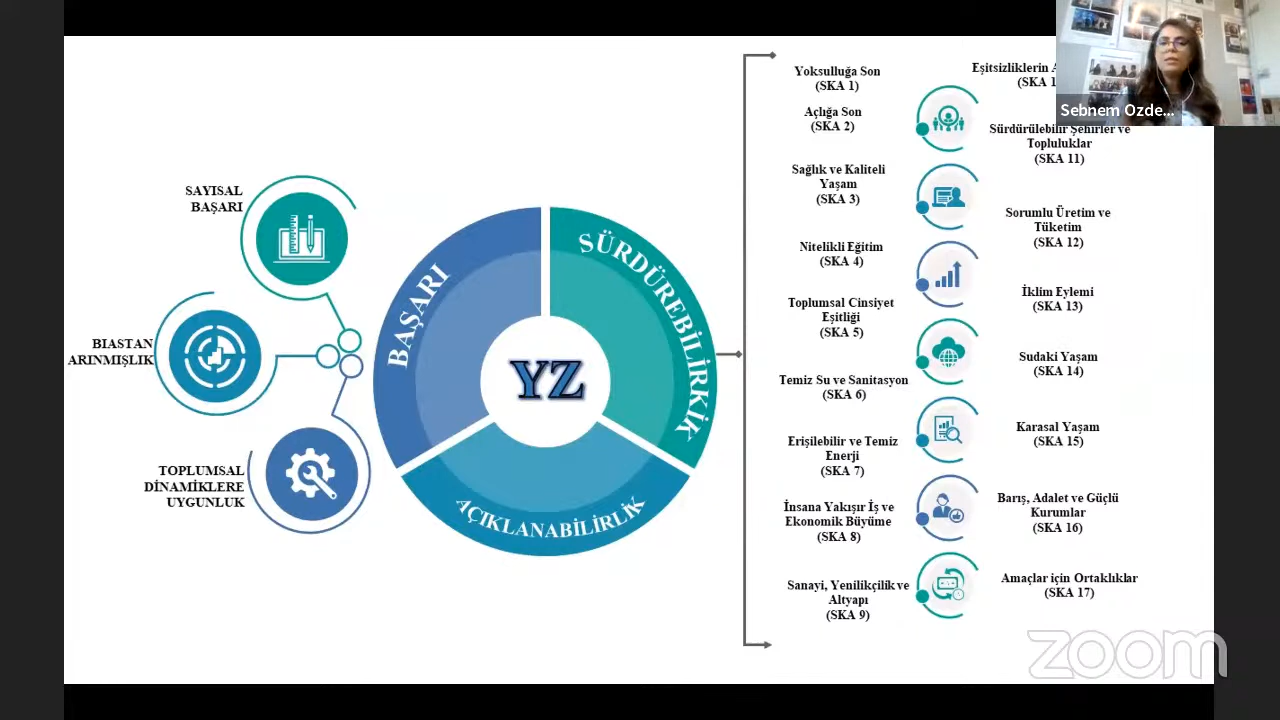 SAYISAL
BAŞARI
BIASTAN
ARINMIŞLIK
TOPLUMSAL
DİNAMİKLERE
UYGUNLUK
BAŞARI
SÜRDÜREBİLİRKİK
AÇIKLANABİLİRLİK
YZ
Yoksulluğa Son
(SKA 1)
Açlığa Son
(SKA 2)
Sağlık ve Kaliteli
Yaşam
(SKA 3)
Nitelikli Eğitim
(SKA 4)
Toplumsal Cinsiyet
Eşitliği
(SKA 5)
Temiz Su ve Sanitasyon
(SKA 6)
Erişilebilir ve Temiz
Enerji
(SKA 7)
İnsana Yakışır İş ve
Ekonomik Büyüme
(SKA 8)
Sanayi, Yenilikçilik ve
Altyapı
(SKA 9)
Eşitsizliklerin
(SKA
Sürdürülebilir Şehirler ve
Topluluklar
(SKA 11)
Sorumlu Üretim ve
Tüketim
(SKA 12)
İklim Eylemi
(SKA 13)
Sudaki Yaşam
(SKA 14)
Karasal Yaşam
(SKA 15)
Barış, Adalet ve Güçlü
Kurumlar
(SKA 16)
Amaçlar için Ortaklıklar
(SKA 17)
Sebnem Ozde...
zoom